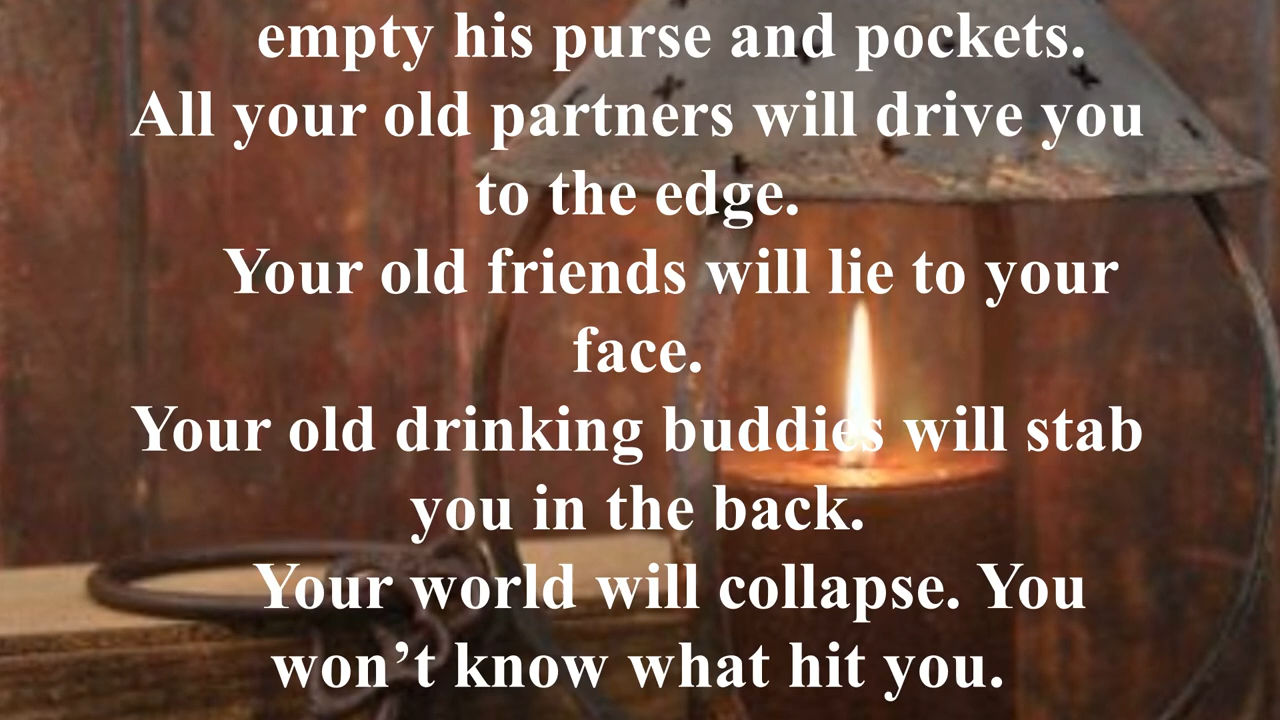 empty his purse and pockets.
All your old partners will drive you
to the edge.
Your old friends will lie to your
face.
Your old drinking buddies will stab
you in the back.
Your world will collapse. You
won’t know what hit you.